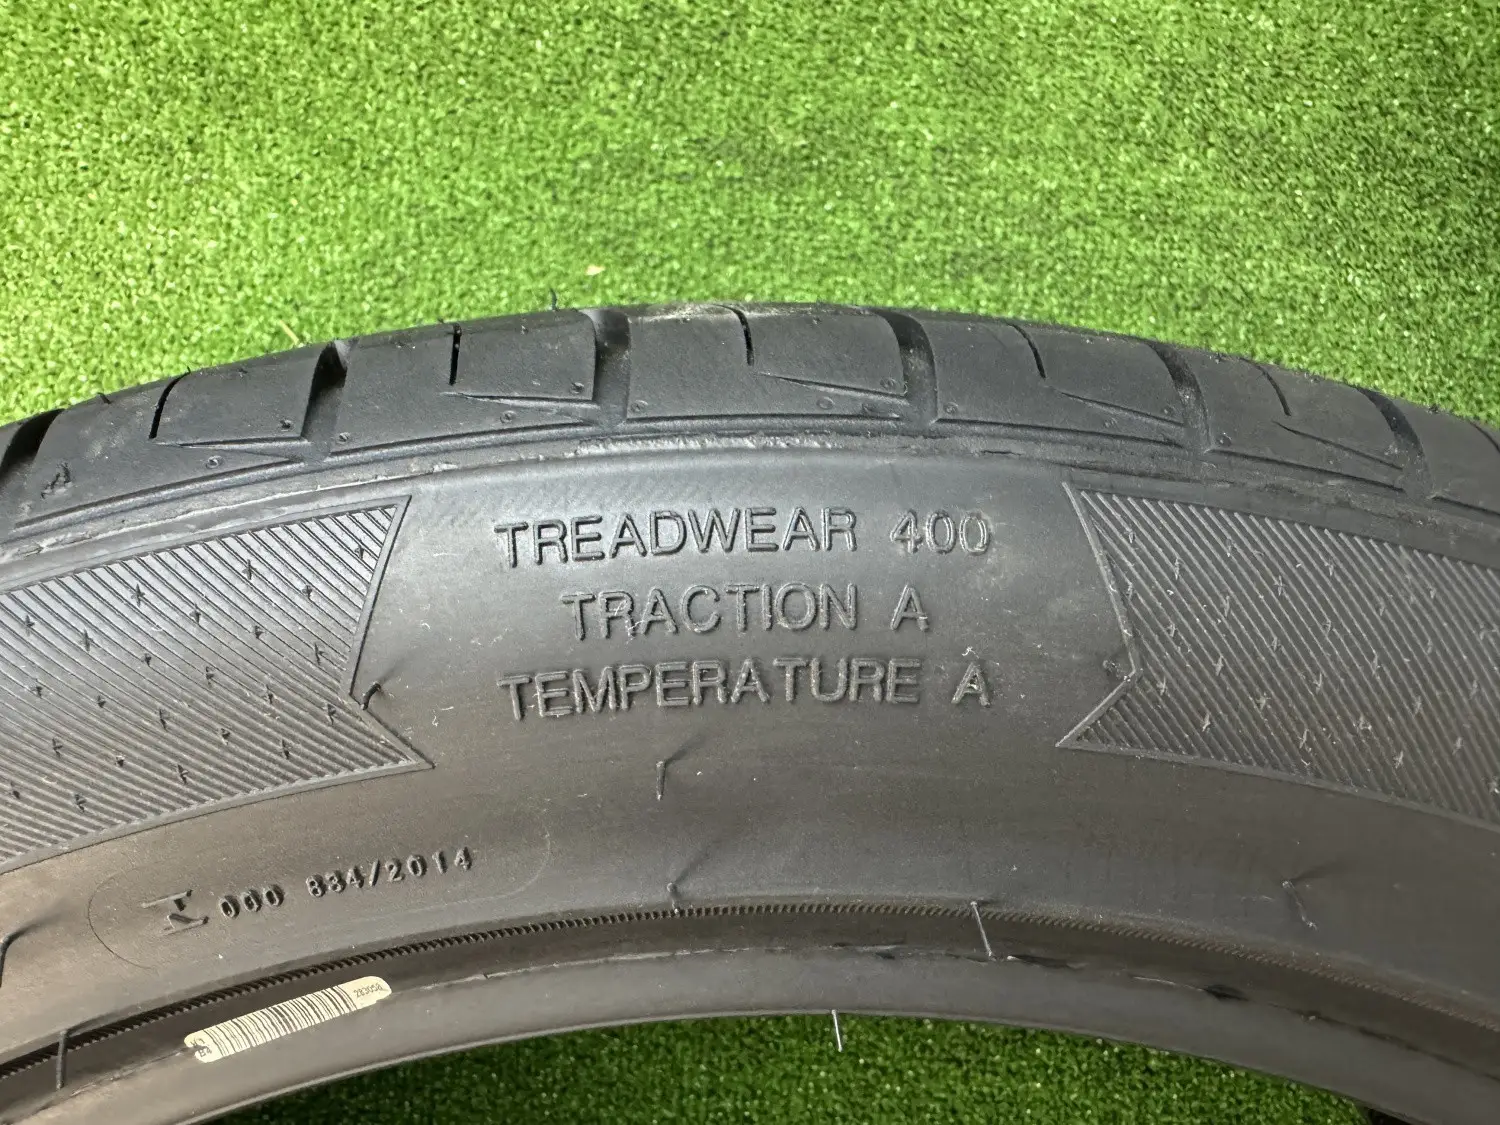 TREADWEAR 400
TRACTION A
TEMPERATURE A
000 834/2014